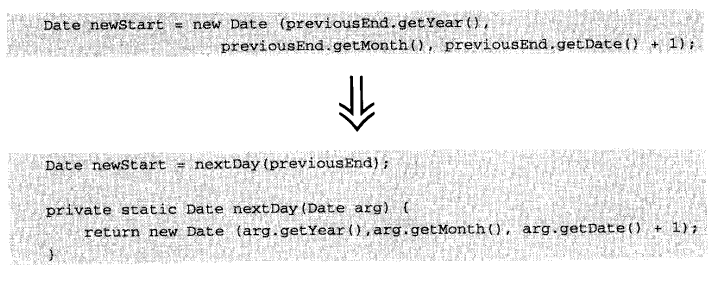 Date newStart = new Date (previousEnd.getYear(),
previousEnd.getMonth(), previousEnd.getDate() + 1);
Date newStart = nextDay(previousEnd);
private static Date nextDay(Date arg) {
return new Date (arg.getYear(),arg.getMonth(), arg.getDate() + 1);
}